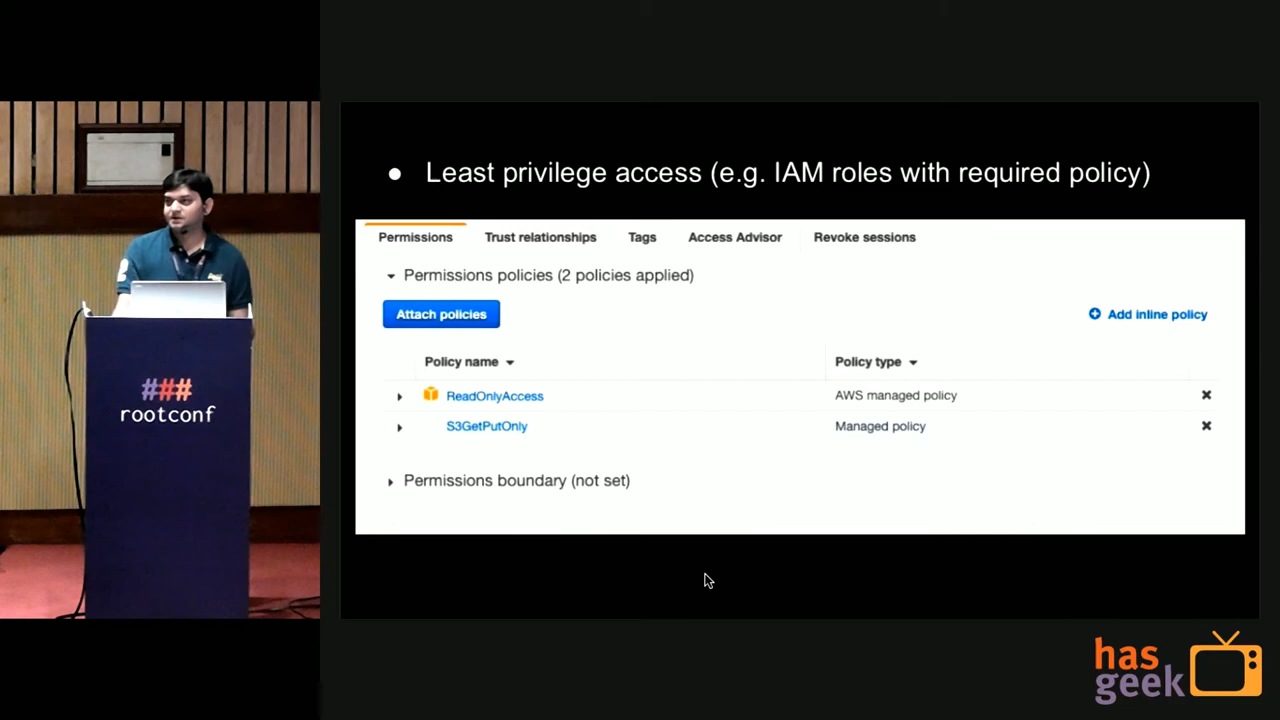 ● Least privilege access (e.g. IAM roles with required policy)
Permissions Trust relationships Tags Access Advisor Revoke sessions
Permissions policies (2 policies applied)
Attach policies
Add inline policy
Policy name Policy type
ReadOnlyAccess AWS managed policy
S3GetPutOnly Managed policy
Permissions boundary (not set)
###
rootconf
has
geek